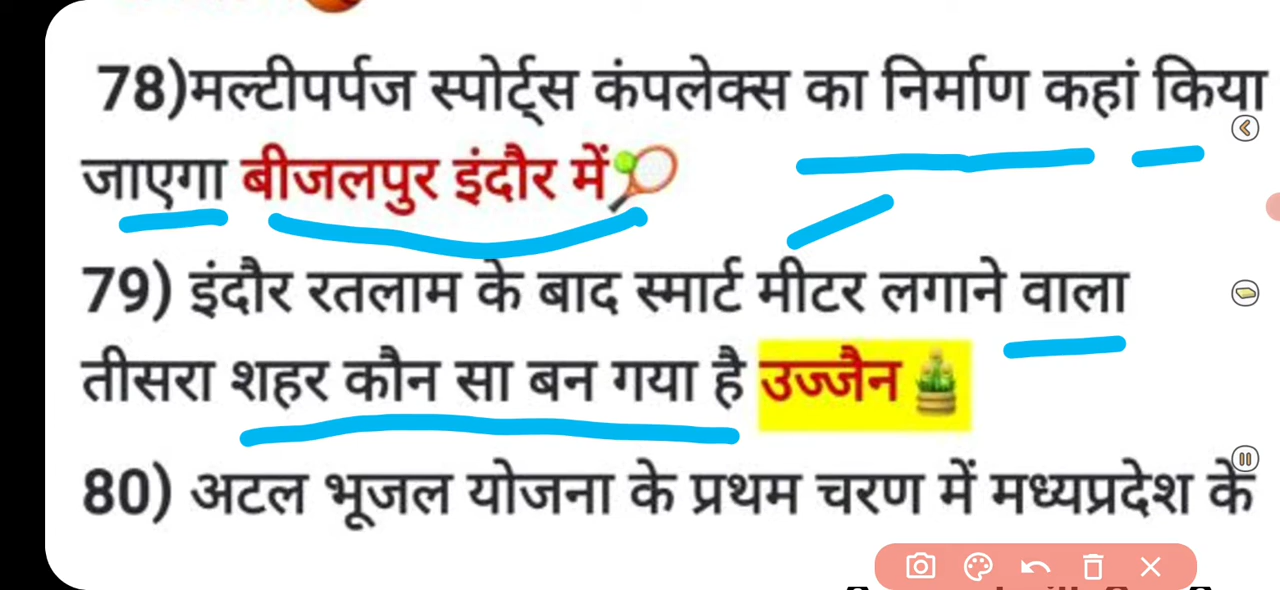 78)मल्टीपर्पज स्पोर्ट्स कंपलेक्स का निर्माण कहां किया
जाएगा बीजलपुर इंदौर में
79) इंदौर रतलाम के बाद स्मार्ट मीटर लगाने वाला
तीसरा शहर कौन सा बन गया है उज्जैन
80) अटल भूजल योजना के प्रथम चरण में मध्यप्रदेश के